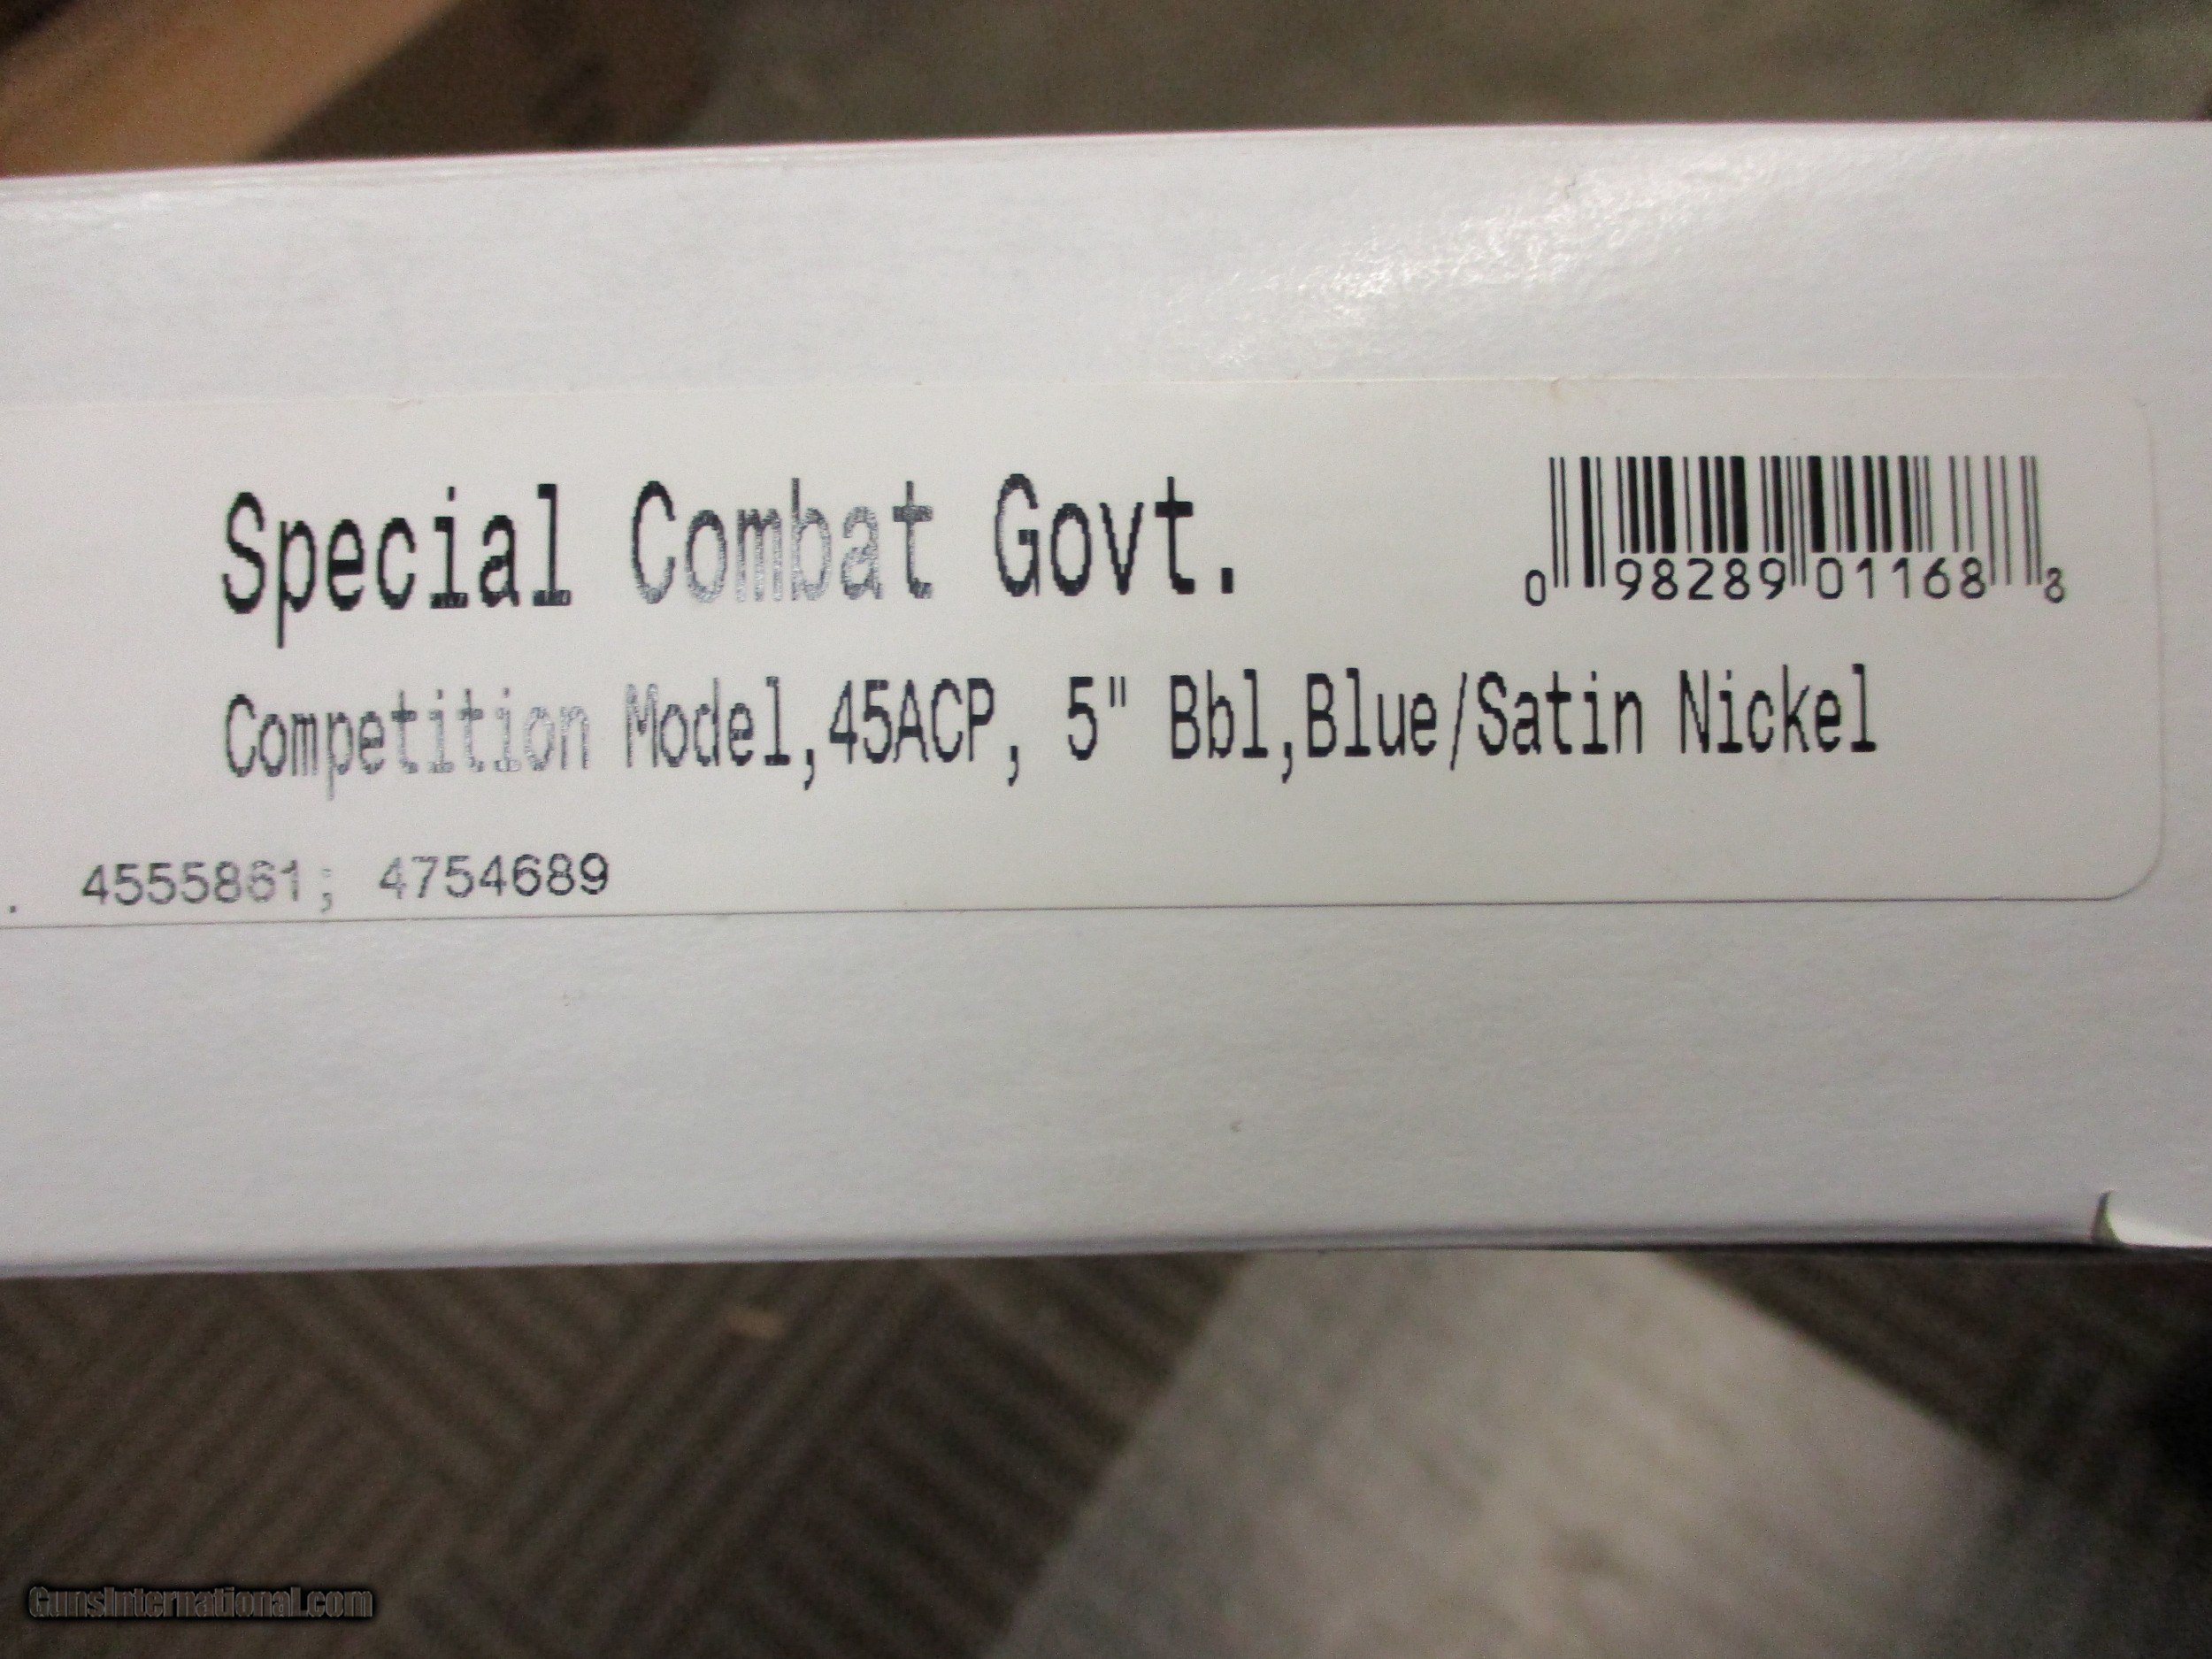 Special Combat Govt.
0 98289 01168 8
Competition Model,45ACP, 5" Bbl,Blue/Satin Nickel
. 4555861; 4754689
GunsInternational.com